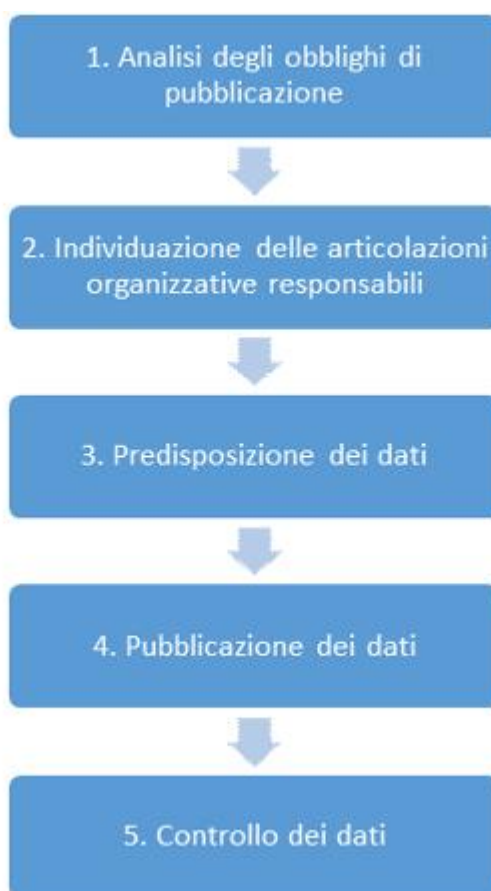 1. Analisi degli obblighi di
pubblicazione
2. Individuazione delle articolazioni
organizzative responsabili
3. Predisposizione dei dati
4. Pubblicazione dei dati
5. Controllo dei dati